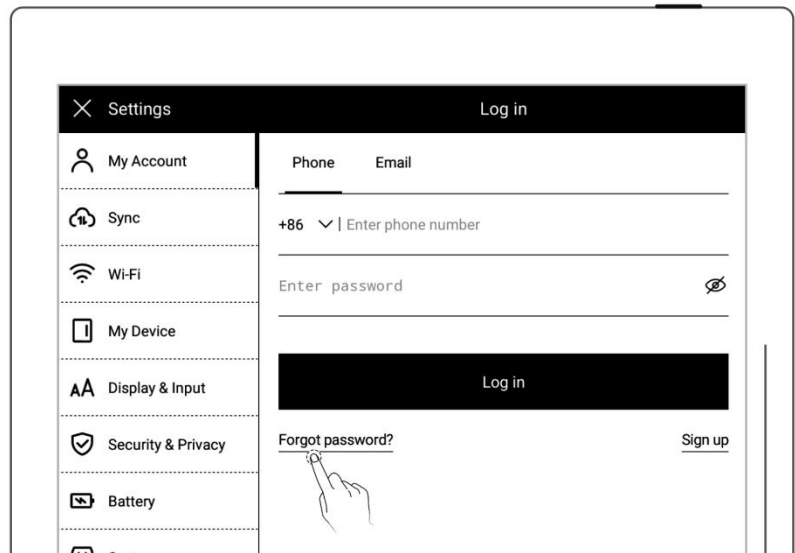 Settings
Log in
My Account
Sync
Wi-Fi
My Device
Display & Input
Security & Privacy
Battery
Phone Email
+86 Enter phone number
Enter password
Log in
Forgot password? Sign up